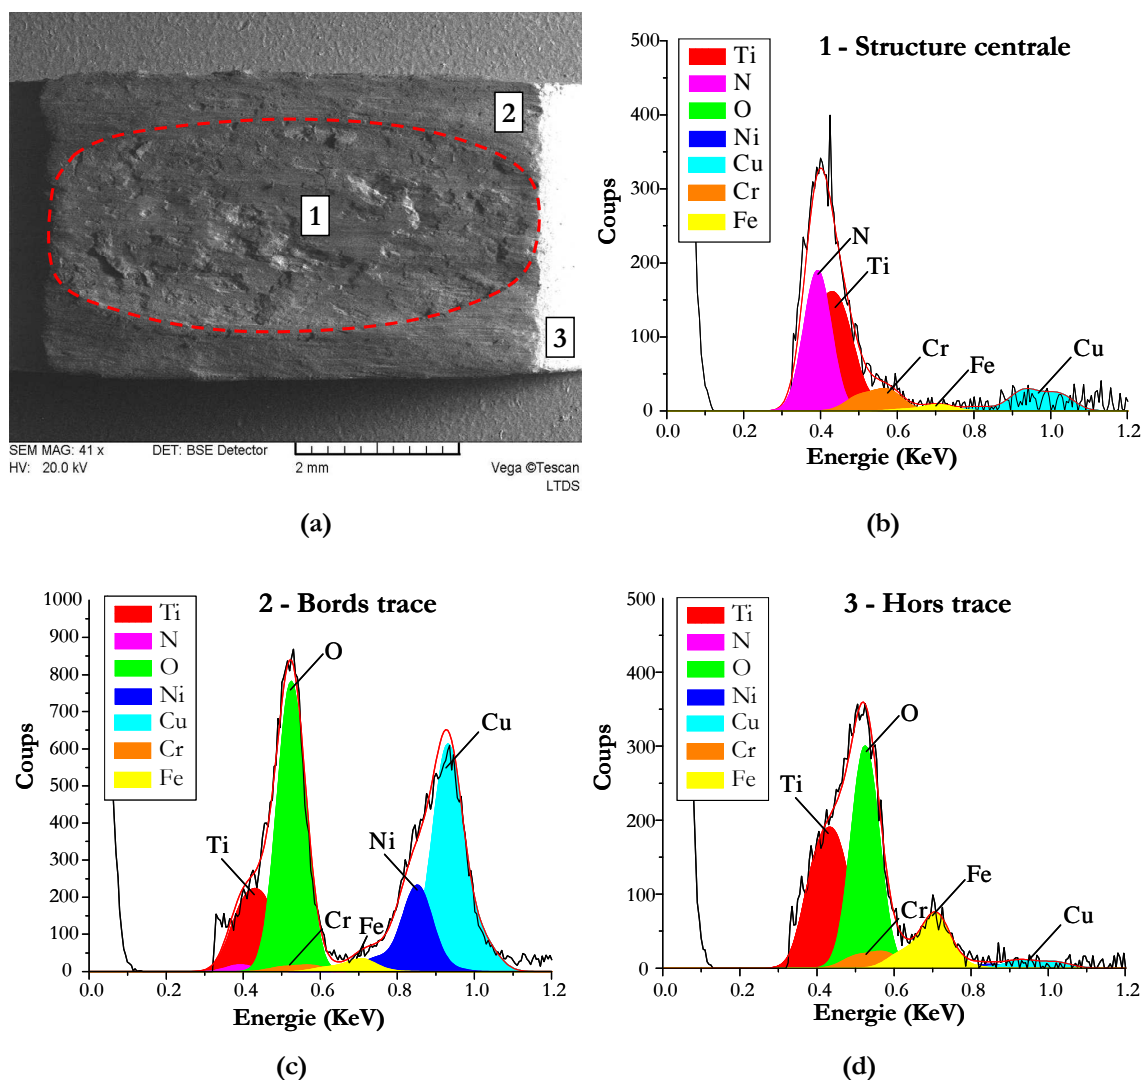 1
2
3
SEM MAG: 41 x DET: BSE Detector
HV: 20.0 kV 2 mm Vega ©Tescan
LTDS
(a)
1 - Structure centrale
Ti
N
O
Ni
Cu
Cr
Fe
500
400
300
200
100
0
Coups
N
Ti
Cr
Fe
Cu
0.0 0.2 0.4 0.6 0.8 1.0 1.2
Energie (KeV)
(b)
2 - Bords trace
Ti
N
O
Ni
Cu
Cr
Fe
1000
900
800
700
600
500
400
300
200
100
0
Coups
O
Cu
Ti
Ni
Cr
Fe
0.0 0.2 0.4 0.6 0.8 1.0 1.2
Energie (KeV)
(c)
3 - Hors trace
Ti
N
O
Ni
Cu
Cr
Fe
500
400
300
200
100
0
Coups
O
Ti
Fe
Cr
Cu
0.0 0.2 0.4 0.6 0.8 1.0 1.2
Energie (KeV)
(d)